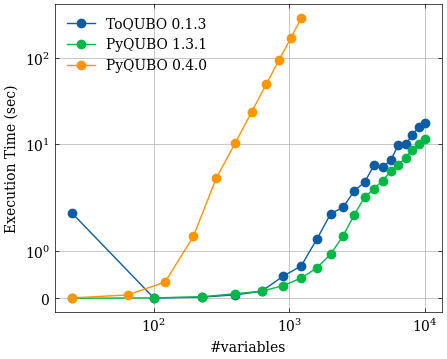 ToQUBO 0.1.3
PyQUBO 1.3.1
PyQUBO 0.4.0
Execution Time (sec)
10²
10¹
10⁰
0
10²
10³
10⁴
#variables